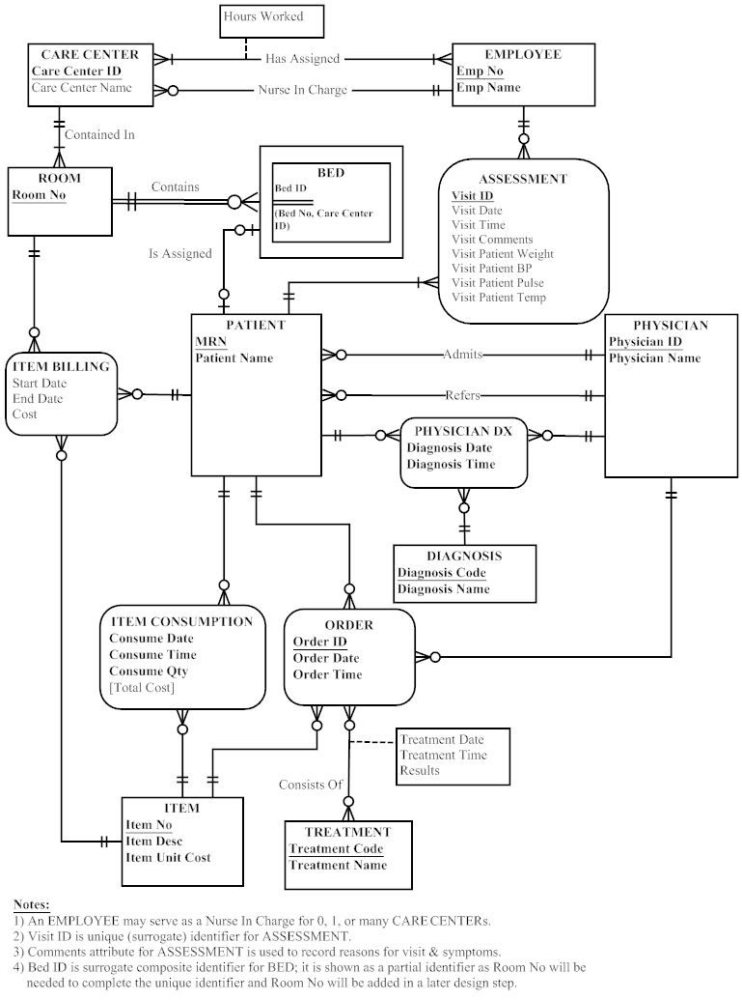 Hours Worked
CARE CENTER
Care Center ID
Care Center Name
Has Assigned
EMPLOYEE
Emp No
Emp Name
Nurse In Charge
Contained In
ROOM
Room No
Contains
BED
Bed ID
(Bed No, Care Center
ID)
ASSESSMENT
Visit ID
Visit Date
Visit Time
Visit Comments
Visit Patient Weight
Visit Patient BP
Visit Patient Pulse
Visit Patient Temp
Is Assigned
PATIENT
MRN
Patient Name
PHYSICIAN
Physician ID
Physician Name
Admits
Refers
ITEM BILLING
Start Date
End Date
Cost
PHYSICIAN DX
Diagnosis Date
Diagnosis Time
DIAGNOSIS
Diagnosis Code
Diagnosis Name
ITEM CONSUMPTION
Consume Date
Consume Time
Consume Qty
[Total Cost]
ORDER
Order ID
Order Date
Order Time
Treatment Date
Treatment Time
Results
Consists Of
ITEM
Item No
Item Desc
Item Unit Cost
TREATMENT
Treatment Code
Treatment Name
Notes:
1) An EMPLOYEE may serve as a Nurse In Charge for 0, 1, or many CARE CENTERs.
2) Visit ID is unique (surrogate) identifier for ASSESSMENT.
3) Comments attribute for ASSESSMENT is used to record reasons for visit & symptoms.
4) Bed ID is surrogate composite identifier for BED; it is shown as a partial identifier as Room No will be
needed to complete the unique identifier and Room No will be added in a later design step.